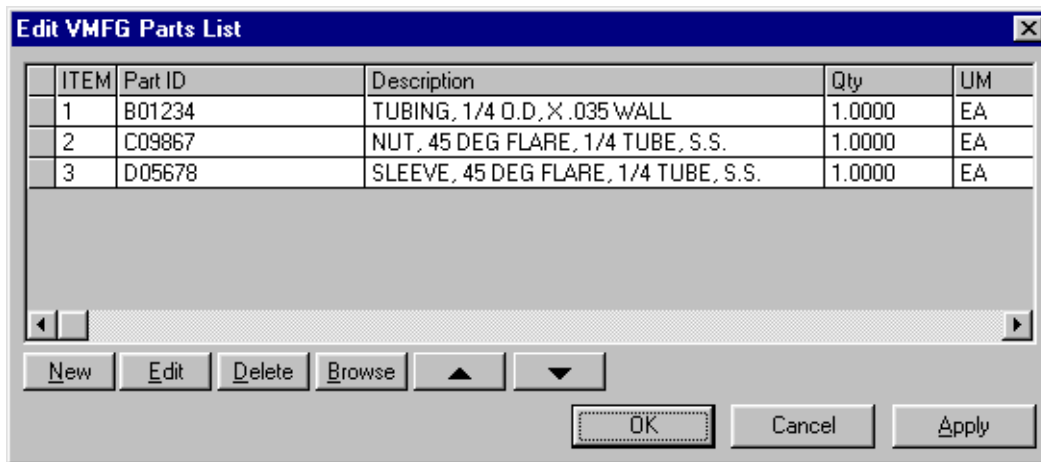 Edit VMFG Parts List
ITEM Part ID Description Qty UM
1 B01234 TUBING, 1/4 O.D, X .035 WALL 1.0000 EA
2 C09867 NUT, 45 DEG FLARE, 1/4 TUBE, S.S. 1.0000 EA
3 D05678 SLEEVE, 45 DEG FLARE, 1/4 TUBE, S.S. 1.0000 EA
New Edit Delete Browse
OK Cancel Apply